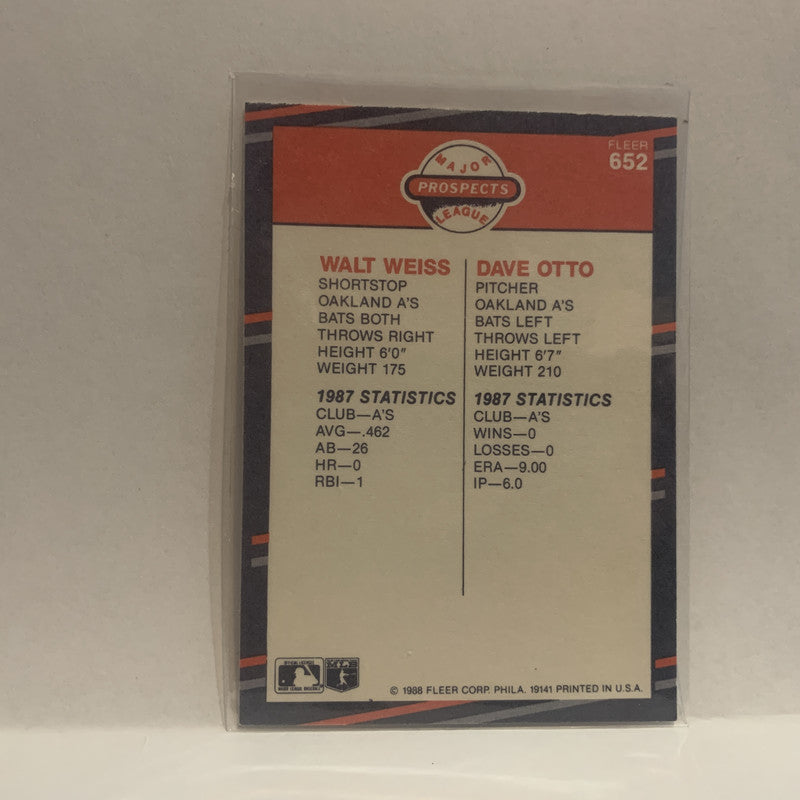 FLEER
652
MAJOR
PROSPECTS
LEAGUE
WALT WEISS
SHORTSTOP
OAKLAND A'S
BATS BOTH
THROWS RIGHT
HEIGHT 6'0"
WEIGHT 175
1987 STATISTICS
CLUB—A'S
AVG—.462
AB—26
HR—0
RBI—1
DAVE OTTO
PITCHER
OAKLAND A'S
BATS LEFT
THROWS LEFT
HEIGHT 6'7"
WEIGHT 210
1987 STATISTICS
CLUB—A'S
WINS—0
LOSSES—0
ERA—9.00
IP—6.0
© 1988 FLEER CORP. PHILA. 19141 PRINTED IN U.S.A.